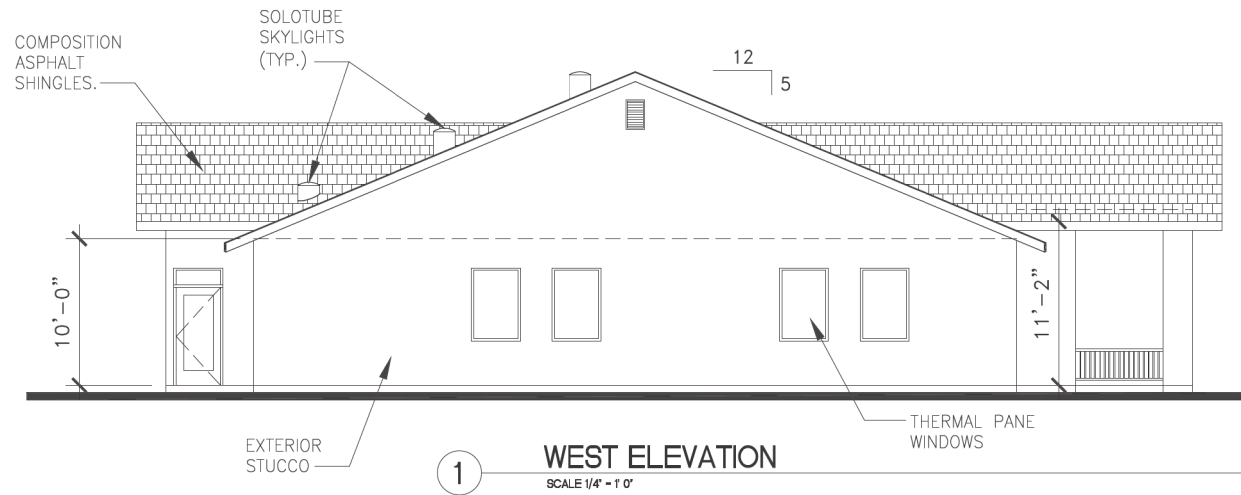 SOLOTUBE
SKYLIGHTS
(TYP.)
COMPOSITION
ASPHALT
SHINGLES.
12
5
10'-0"
11'-2"
EXTERIOR
STUCCO
THERMAL PANE
WINDOWS
1
WEST ELEVATION
SCALE 1/4" = 1' 0"